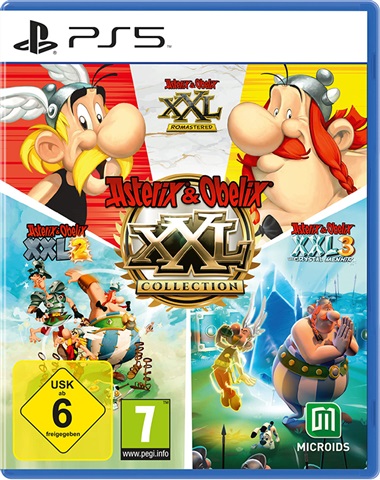 PS5
Asterix & Obelix
XXL
ROMASTERED
Asterix & Obelix
XXL
COLLECTION
Asterix & Obelix
XXL 2
Asterix & Obelix
XXL 3
THE CRYSTAL MENHIR
USK
ab
6
freigegeben
7
www.pegi.info
M
MICROIDS